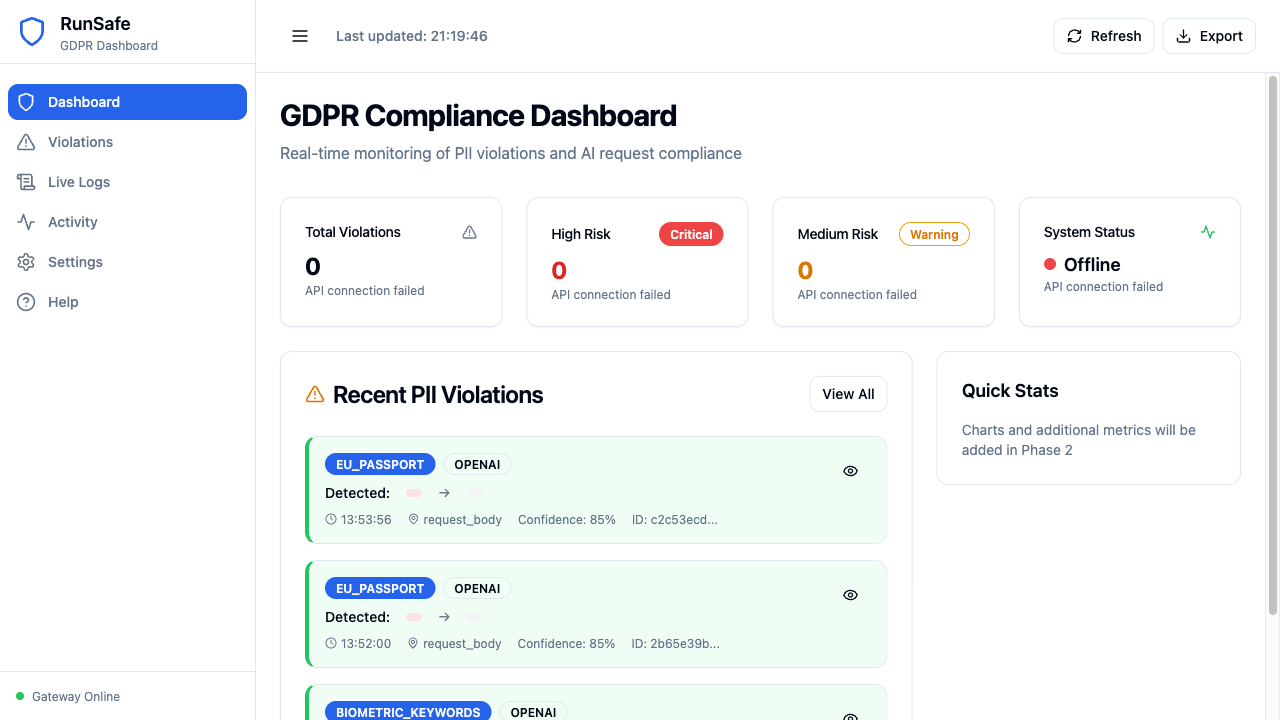 RunSafe
GDPR Dashboard
Dashboard
Violations
Live Logs
Activity
Settings
Help
Gateway Online
Last updated: 21:19:46
Refresh
Export
GDPR Compliance Dashboard
Real-time monitoring of PII violations and AI request compliance
Total Violations
0
API connection failed
High Risk
Critical
0
API connection failed
Medium Risk
Warning
0
API connection failed
System Status
Offline
API connection failed
Recent PII Violations
View All
EU_PASSPORT OPENAI
Detected: →
13:53:56 request_body Confidence: 85% ID: c2c53ecd...
EU_PASSPORT OPENAI
Detected: →
13:52:00 request_body Confidence: 85% ID: 2b65e39b...
BIOMETRIC_KEYWORDS OPENAI
Quick Stats
Charts and additional metrics will be
added in Phase 2